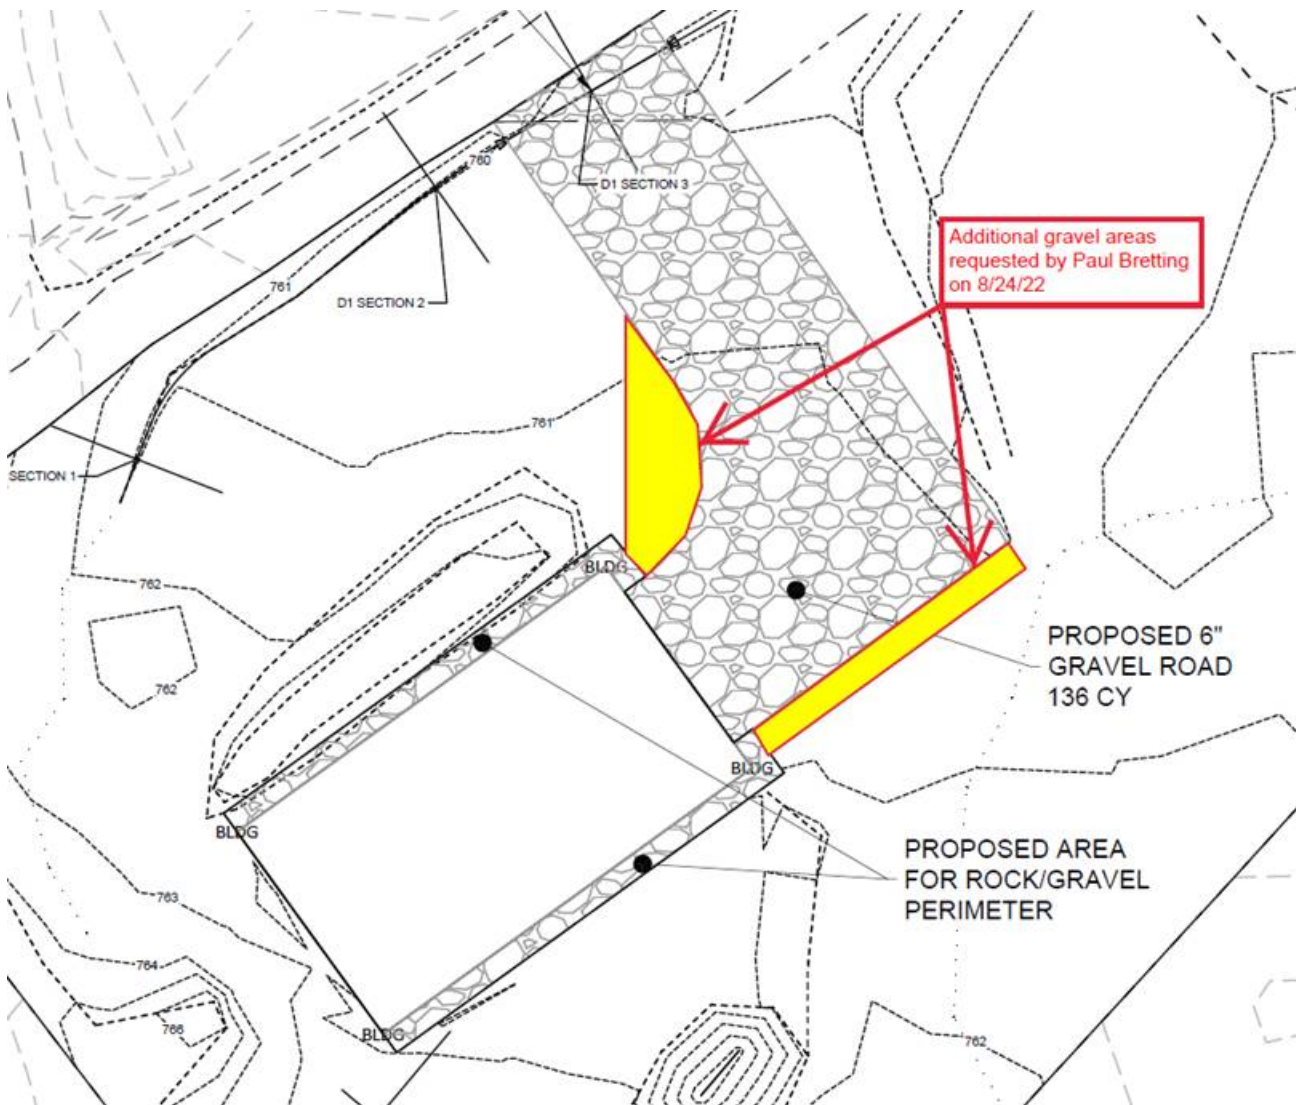 760
D1 SECTION 3
Additional gravel areas
requested by Paul Bretting
on 8/24/22
761
D1 SECTION 2
761
SECTION 1
BLDG
762
PROPOSED 6"
GRAVEL ROAD
136 CY
762
BLDG
BLDG
PROPOSED AREA
FOR ROCK/GRAVEL
PERIMETER
763
764
766
BLDG
762